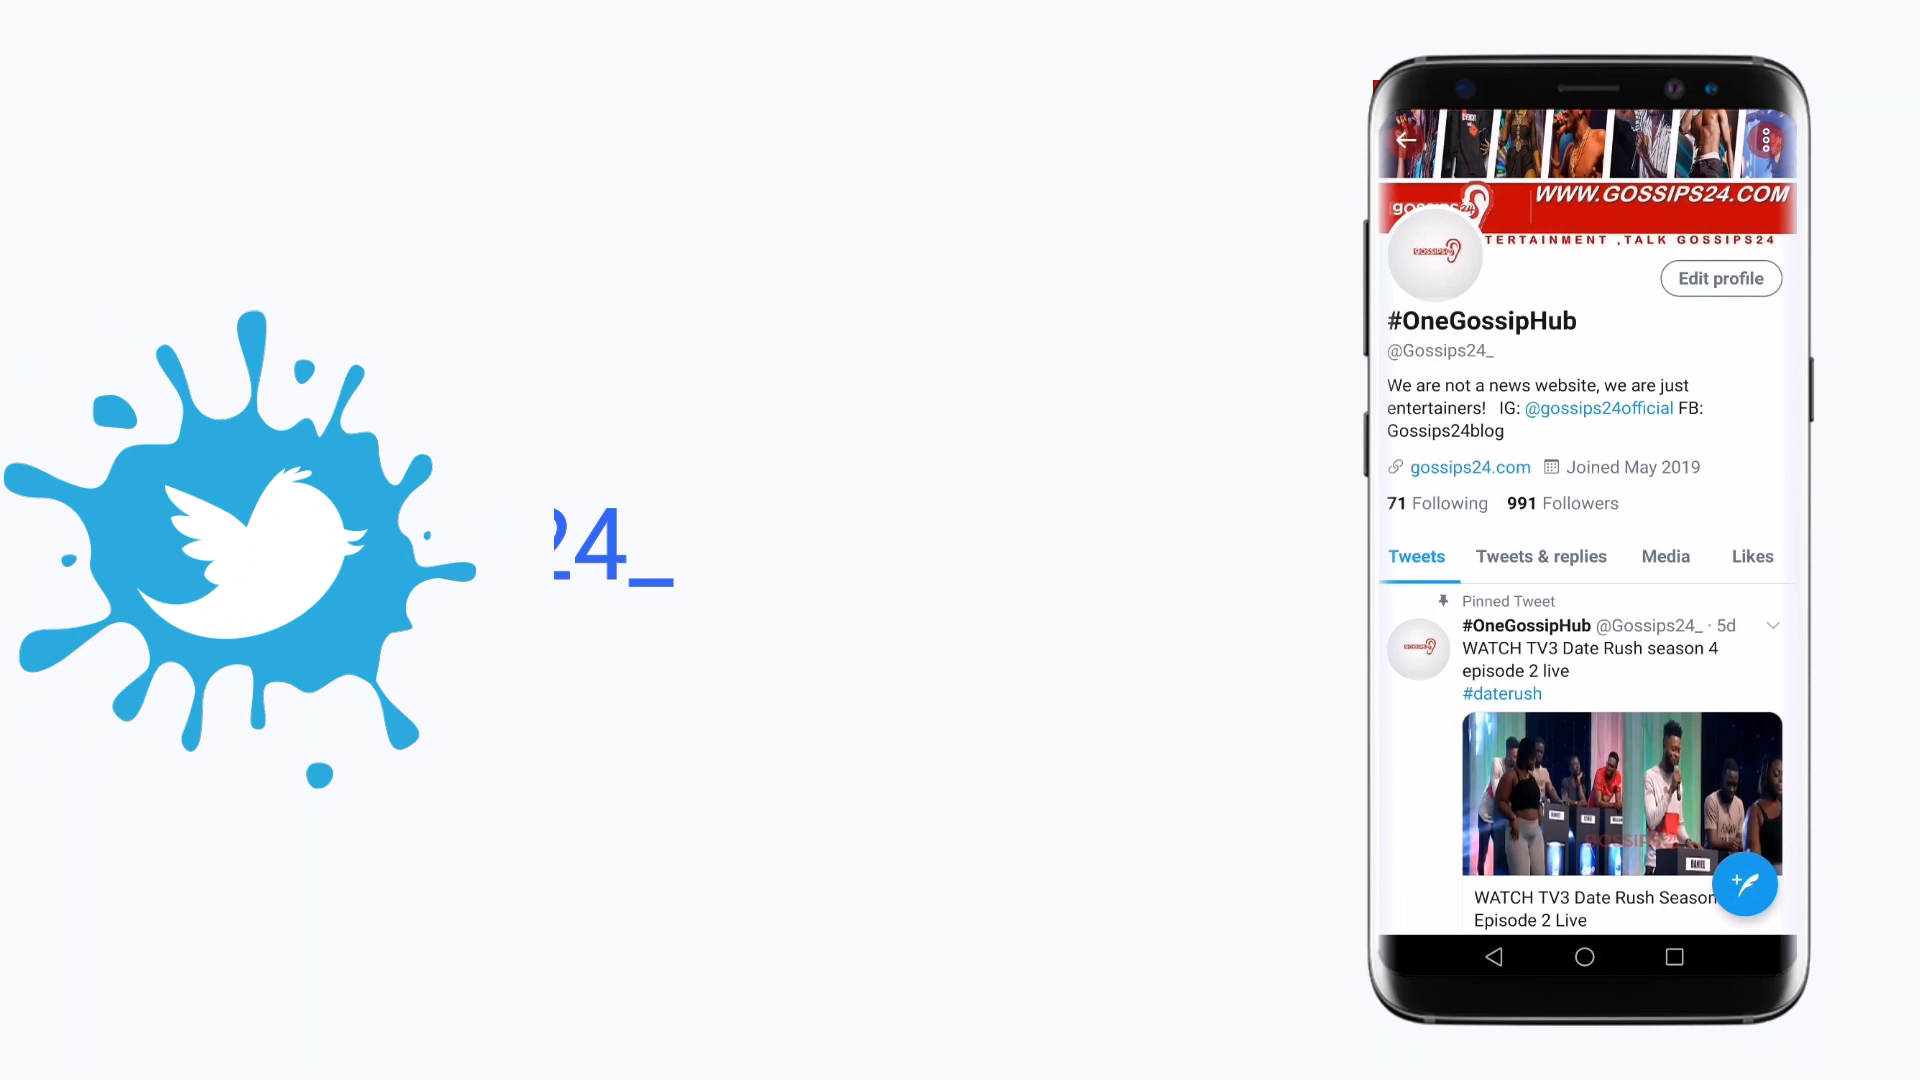 24_
WWW.GOSSIPS24.COM
TERTAINMENT ,TALK GOSSIPS24
GOSSIPS24
Edit profile
#OneGossipHub
@Gossips24_
We are not a news website, we are just
entertainers! IG: @gossips24official FB:
Gossips24blog
gossips24.com Joined May 2019
71 Following 991 Followers
Tweets Tweets & replies Media Likes
Pinned Tweet
#OneGossipHub @Gossips24_ · 5d
WATCH TV3 Date Rush season 4
episode 2 live
#daterush
DANIEL
WATCH TV3 Date Rush Season
Episode 2 Live